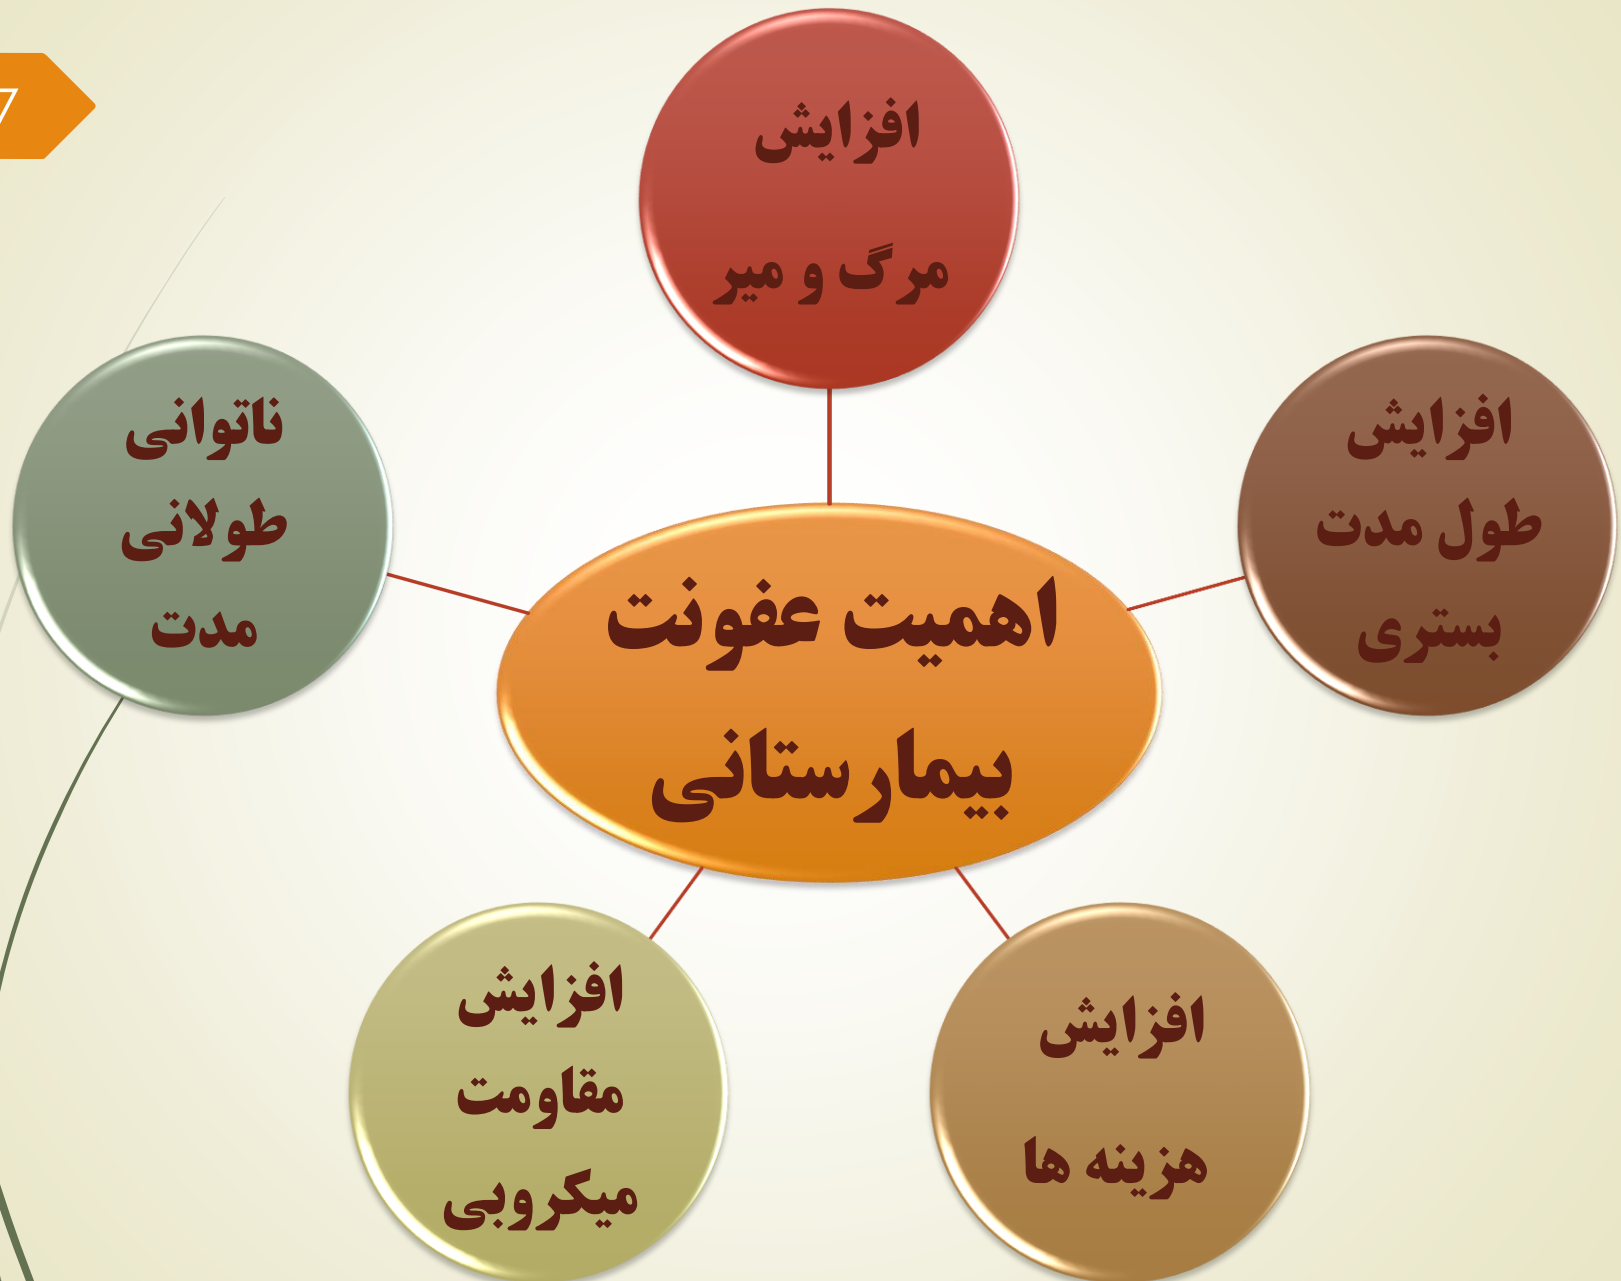 7
افزایش
مرگ و میر
افزایش
طول مدت
بستری
ناتوانی
طولانی
مدت
اهمیت عفونت
بیمارستانی
افزایش
هزینه ها
افزایش
مقاومت
میکروبی